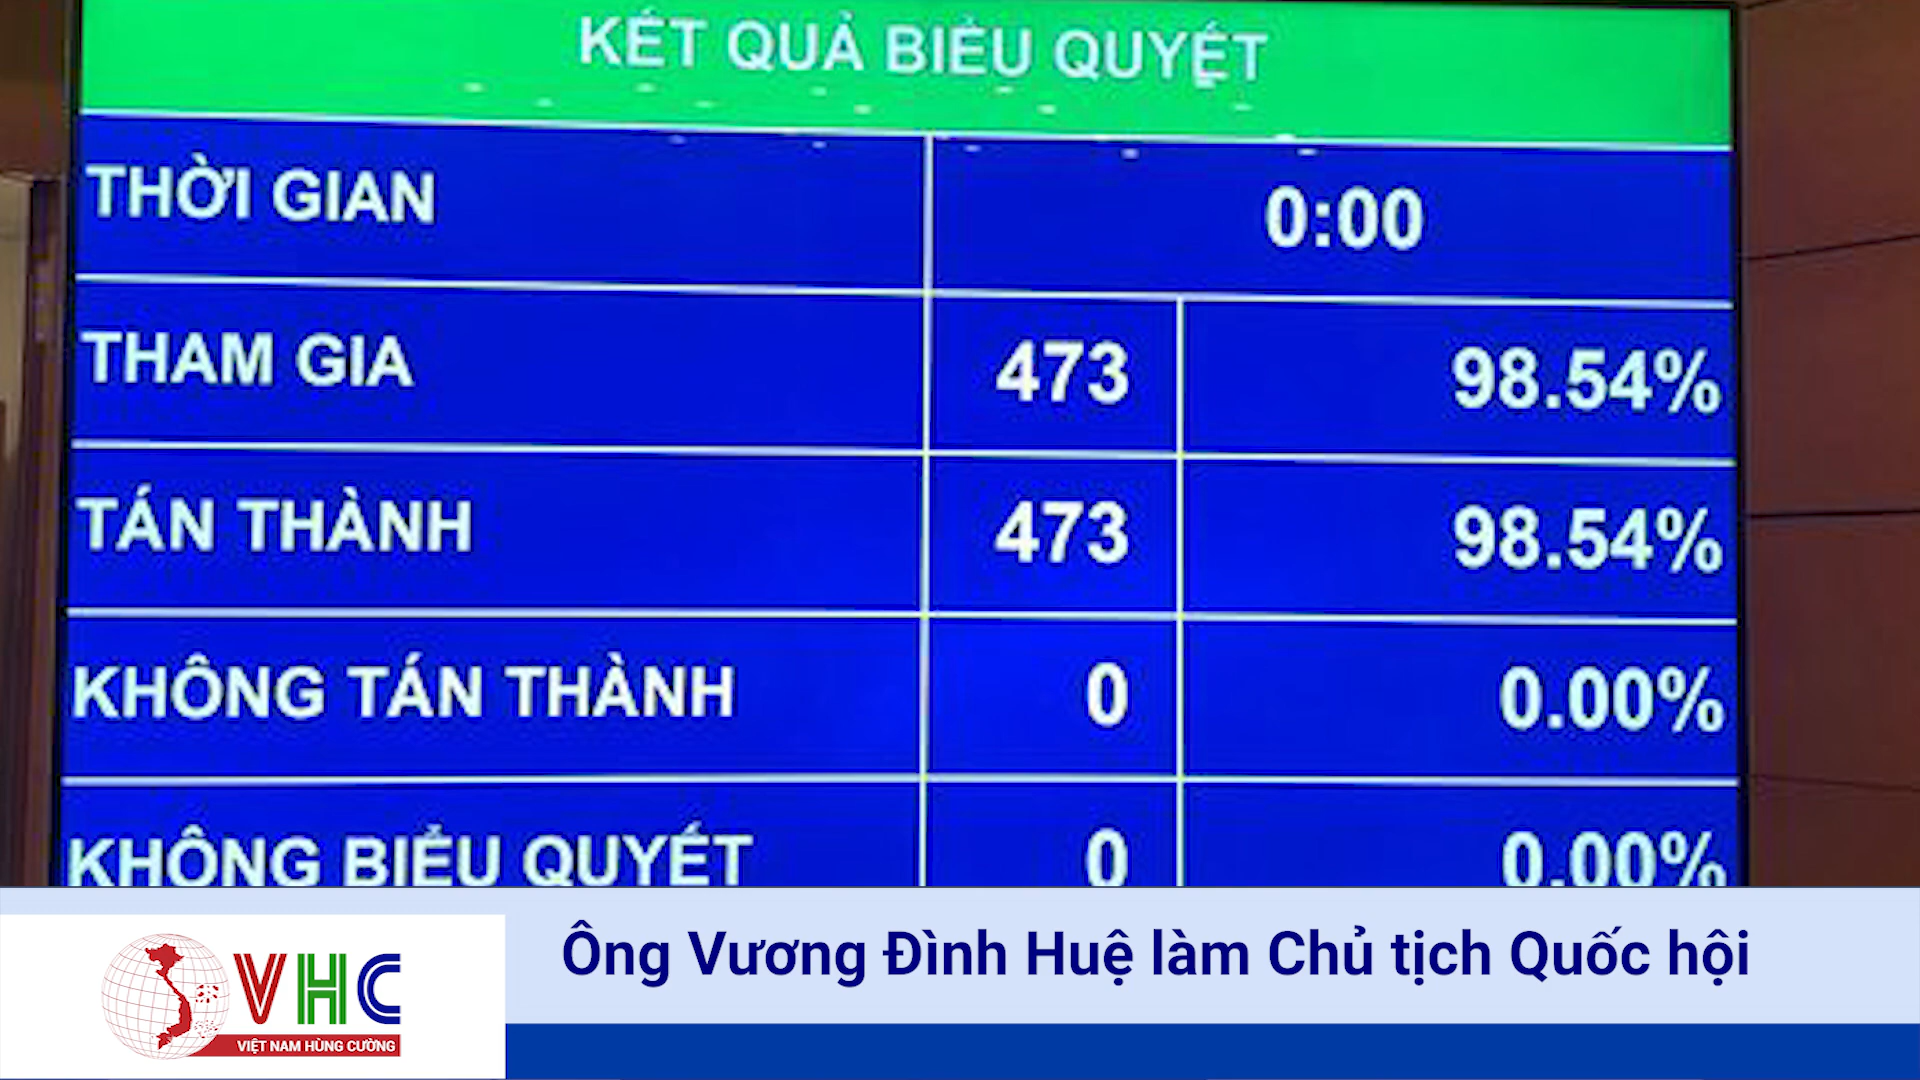 KẾT QUẢ BIỂU QUYẾT
THỜI GIAN 0:00
THAM GIA 473 98.54%
TÁN THÀNH 473 98.54%
KHÔNG TÁN THÀNH 0 0.00%
KHÔNG BIỂU QUYẾT 0 0.00%
Ông Vương Đình Huệ làm Chủ tịch Quốc hội
VHC
VIỆT NAM HÙNG CƯỜNG